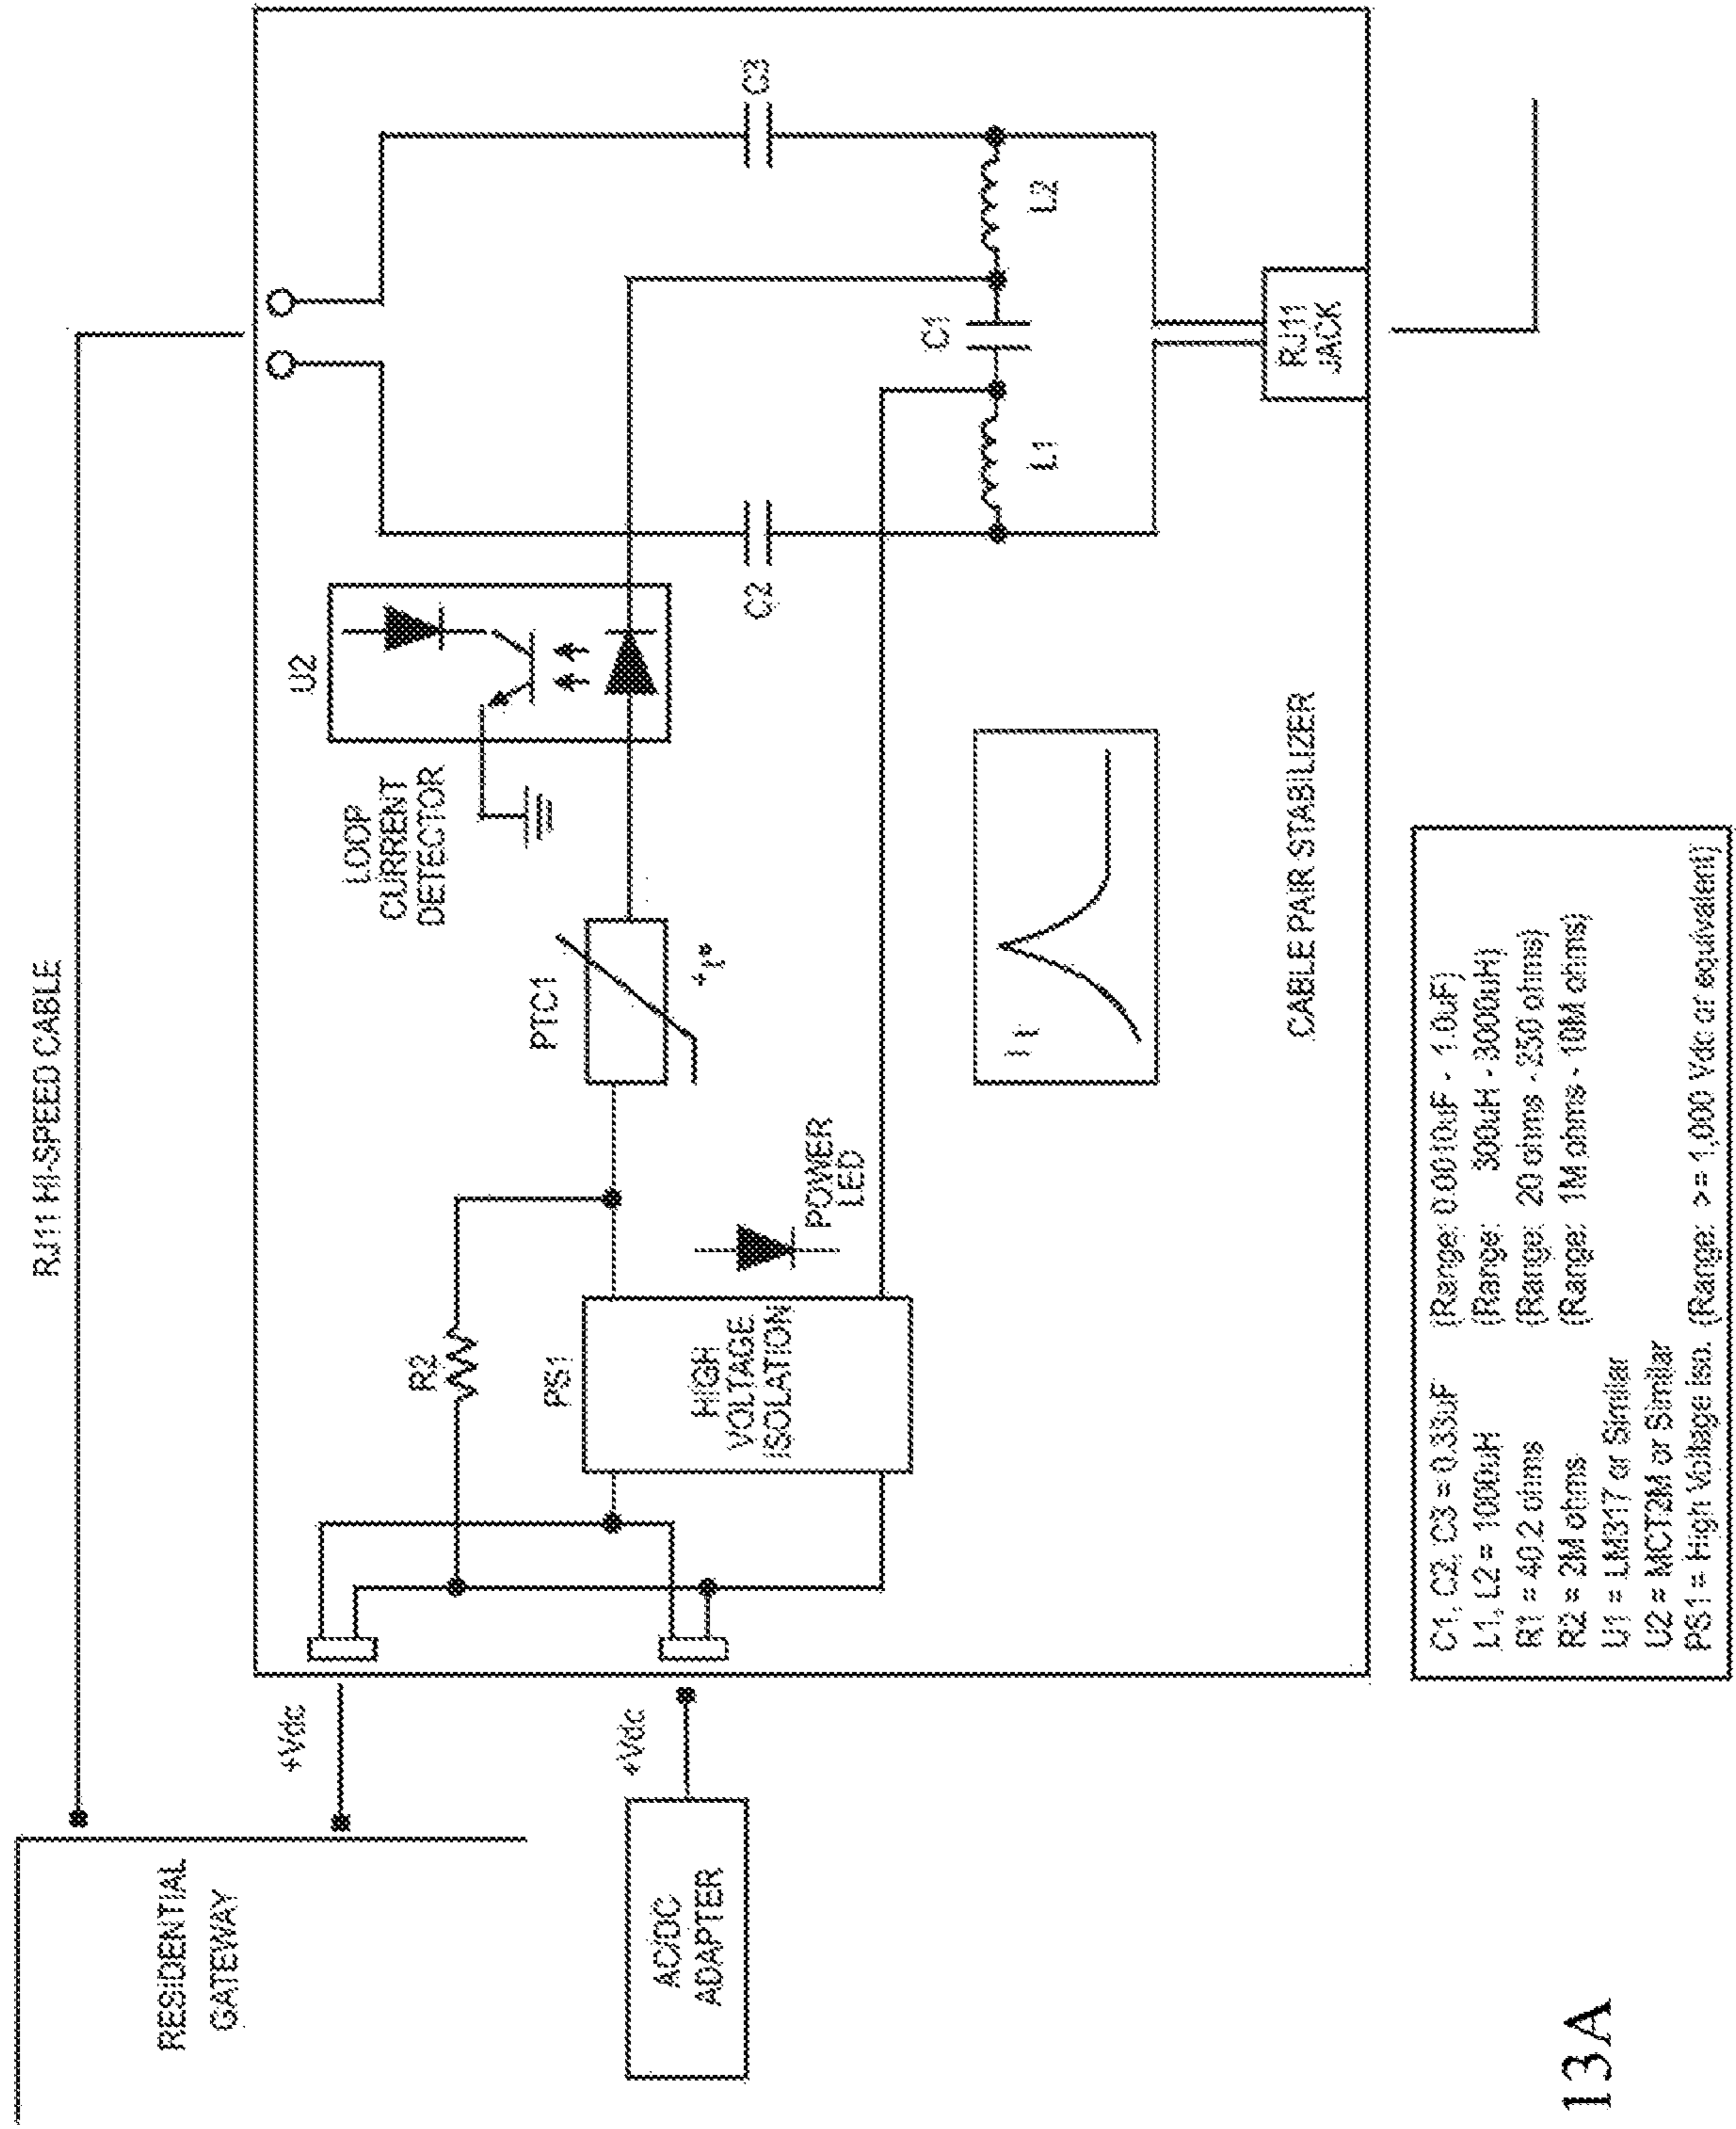 RJ11 HI-SPEED CABLE
RESIDENTIAL
GATEWAY
+Vdc
AC/DC
ADAPTER
+Vdc
R2
PS1
HIGH
VOLTAGE
ISOLATION
POWER
LED
PTC1
LOOP
CURRENT
DETECTOR
U2
C2
C3
L1
C1
L2
RJ11
JACK
CABLE PAIR STABILIZER
C1, C2, C3 = 0.33uF (Range: 0.0010uF - 1.0uF)
L1, L2 = 1000uH (Range: 300uH - 3000uH)
R1 = 40.2 ohms (Range: 20 ohms - 250 ohms)
R2 = 2M ohms (Range: 1M ohms - 10M ohms)
U1 = LM317 or Similar
U2 = MCT2M or Similar
PS1 = High Voltage Iso. (Range: >= 1,000 Vdc or equivalent)
13A